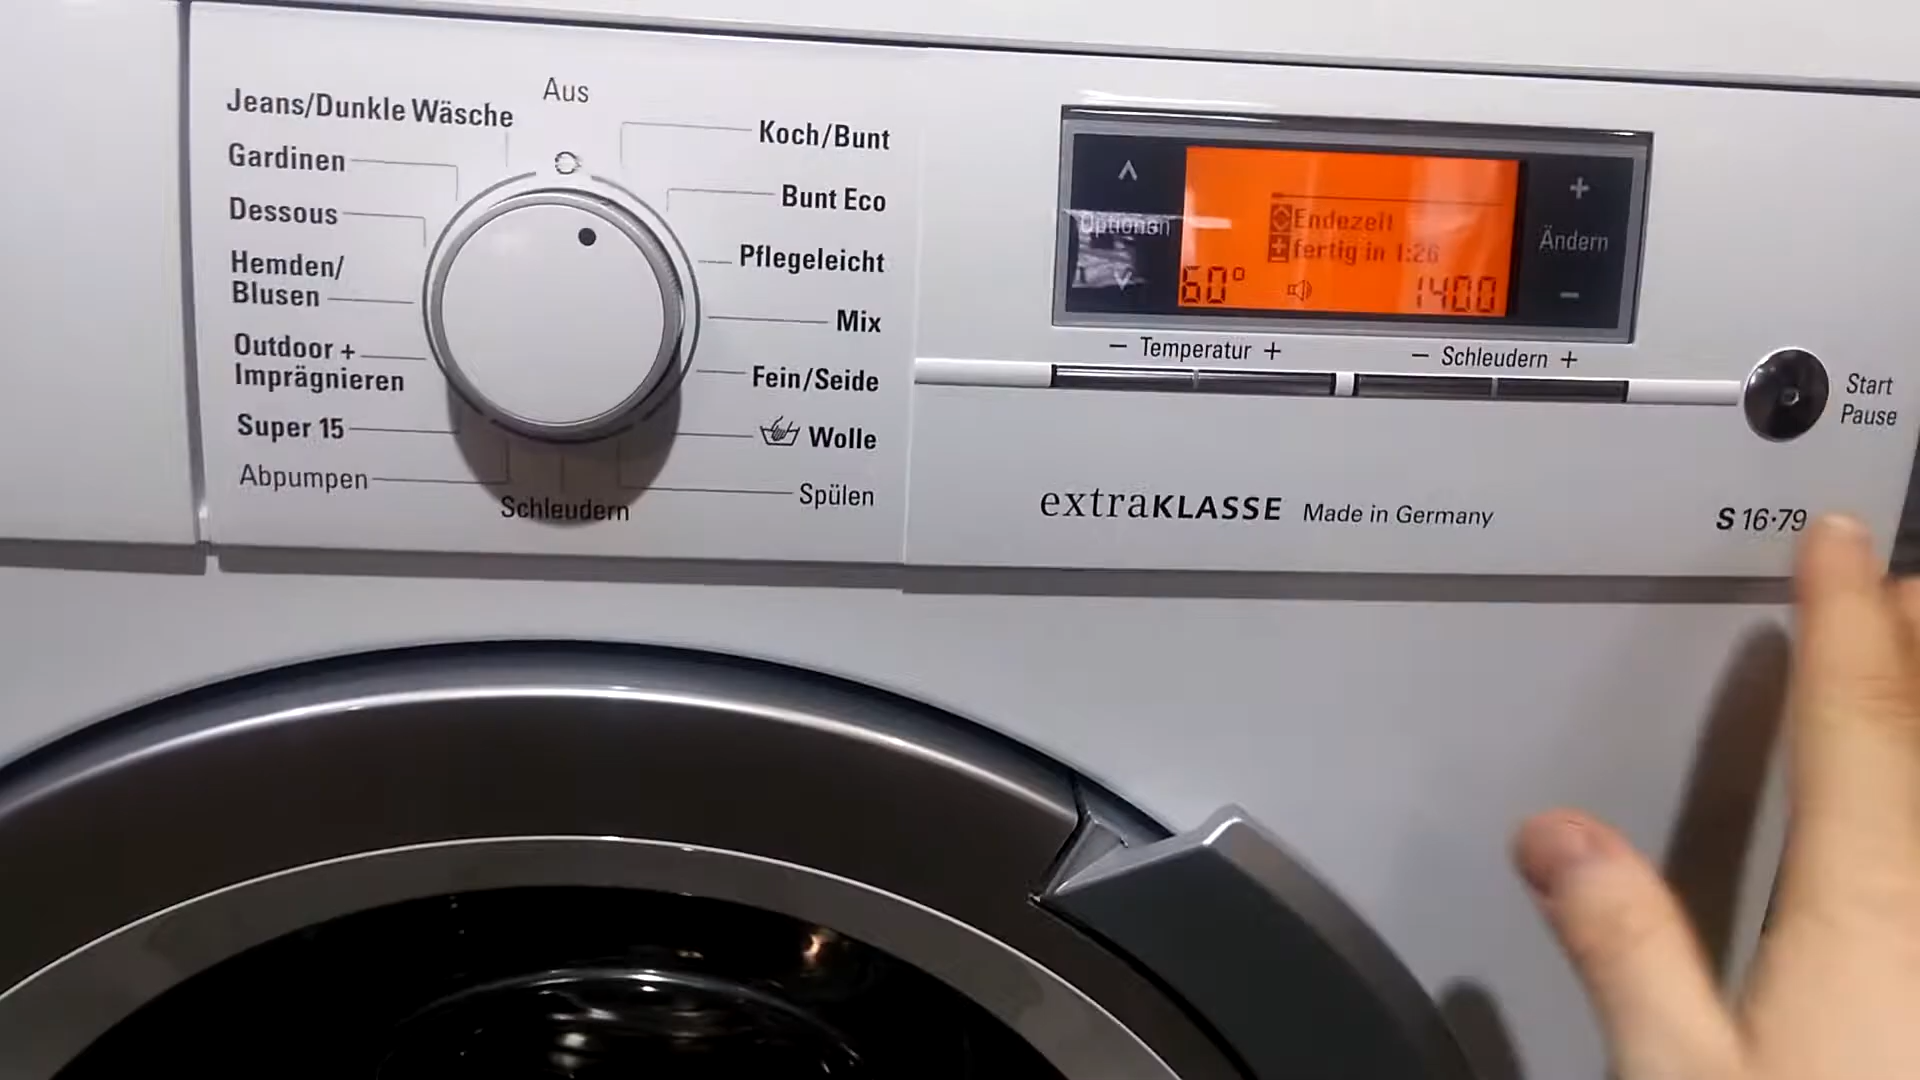 Aus
Jeans/Dunkle Wäsche
Gardinen
Dessous
Hemden/
Blusen
Outdoor +
Imprägnieren
Super 15
Abpumpen
Schleudern
Koch/Bunt
Bunt Eco
Pflegeleicht
Mix
Fein/Seide
Wolle
Spülen
Optionen
Endezeit
± fertig in 1:26
60° 1400
+
Ändern
−
− Temperatur +
− Schleudern +
Start
Pause
extraKLASSE Made in Germany
S 16·79